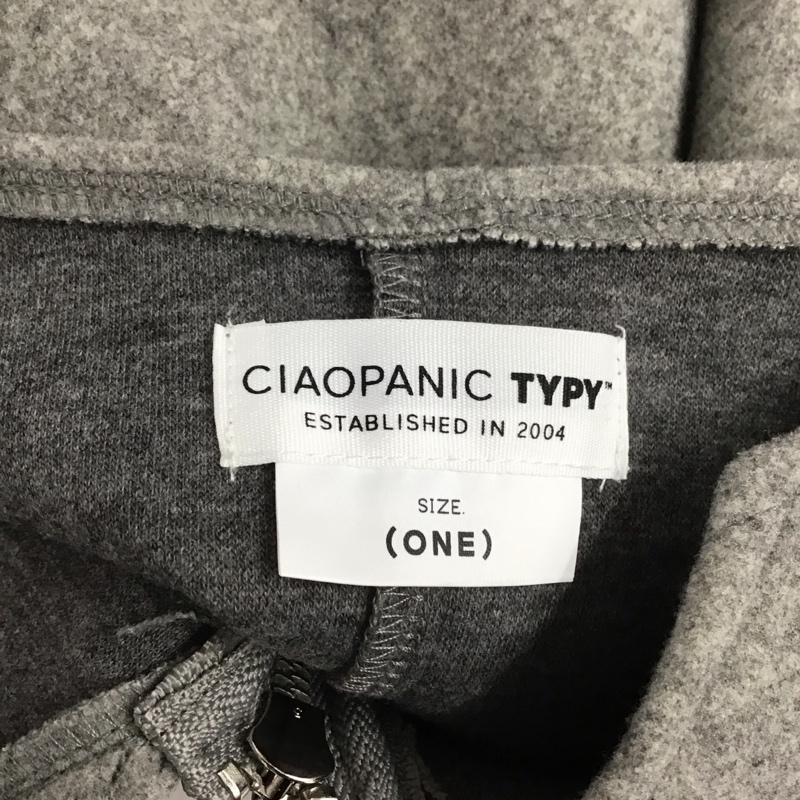 CIAOPANIC TYPY™
ESTABLISHED IN 2004
SIZE.
(ONE)